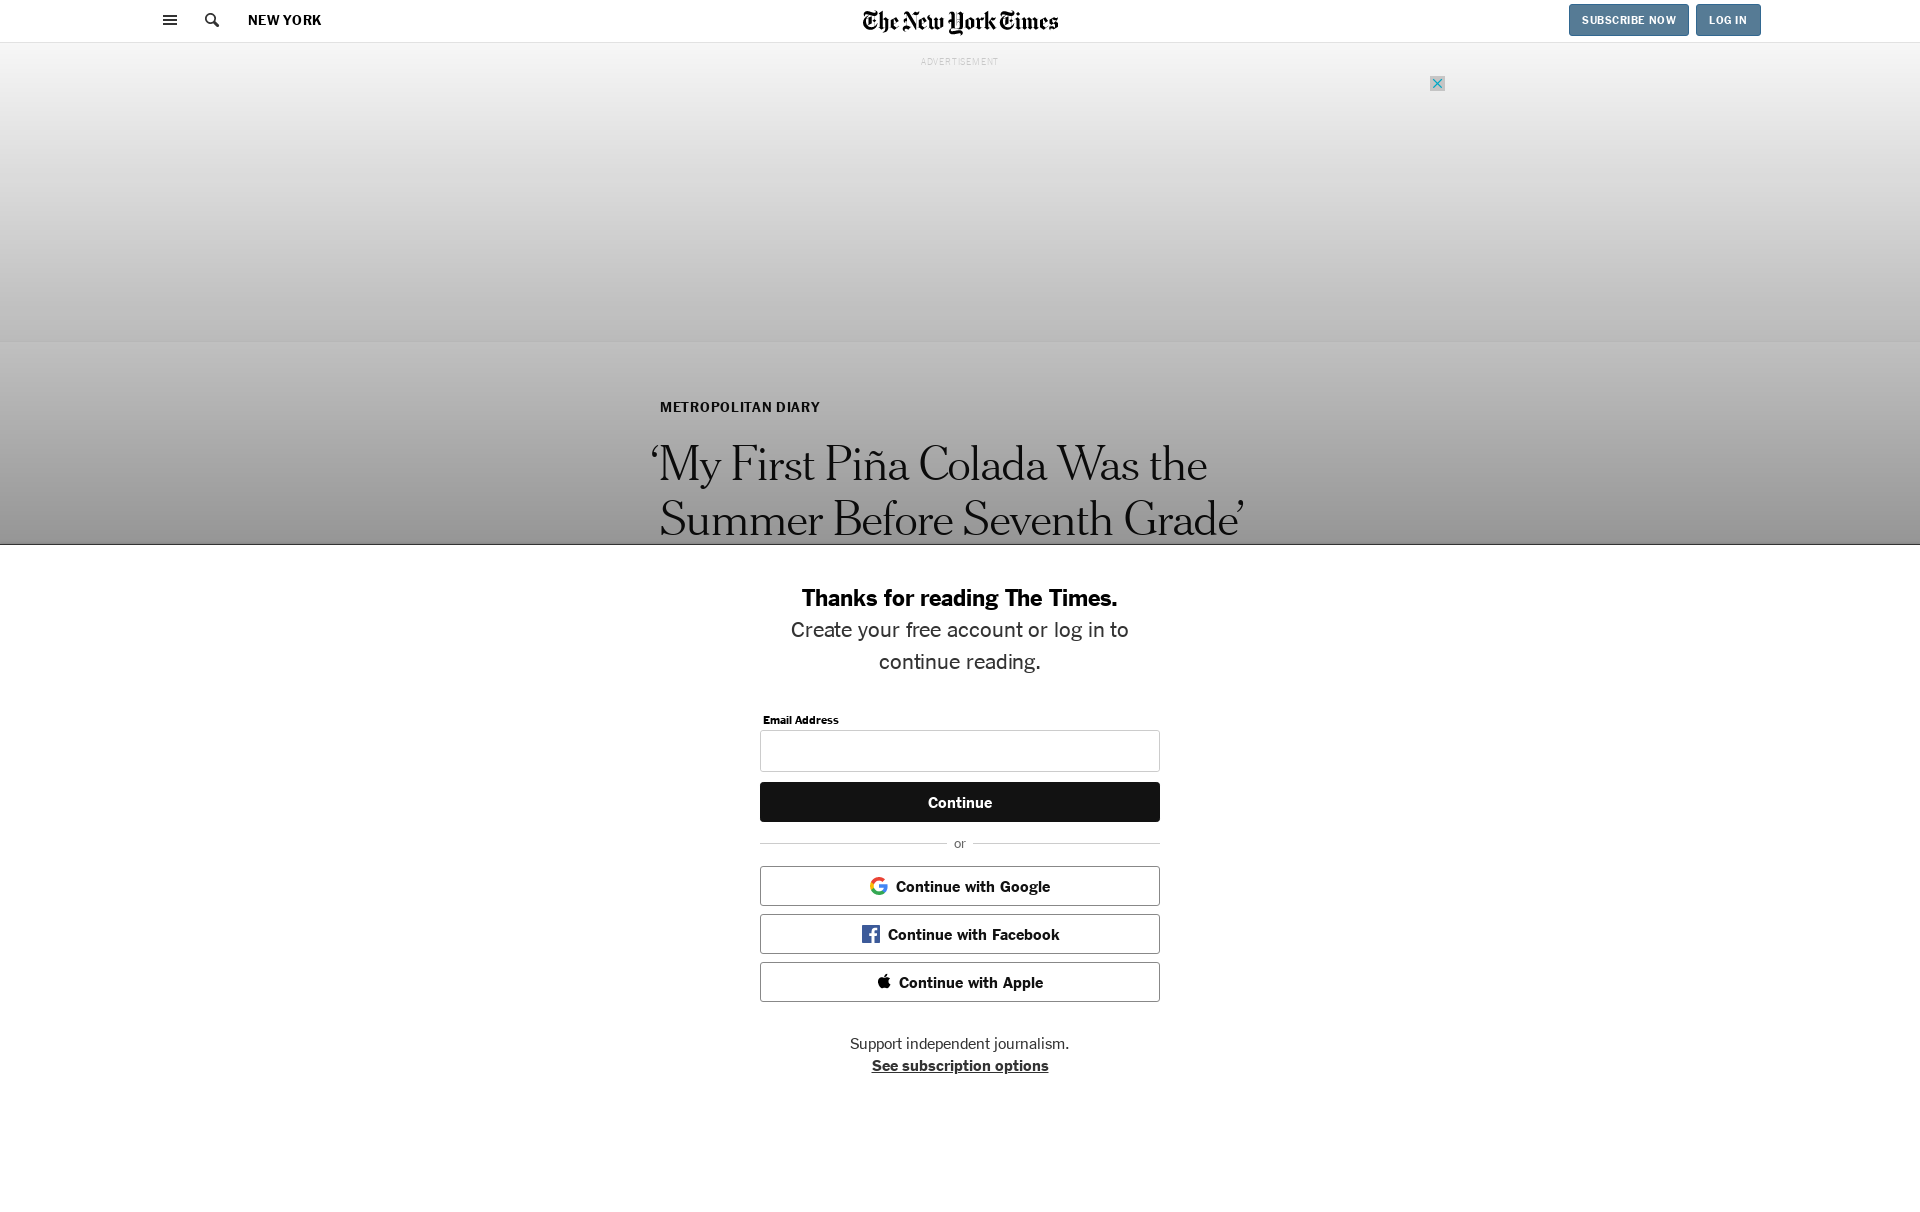 NEW YORK
The New York Times
SUBSCRIBE NOW
LOG IN
ADVERTISEMENT
METROPOLITAN DIARY
‘My First Piña Colada Was the
Summer Before Seventh Grade’
Thanks for reading The Times.
Create your free account or log in to
continue reading.
Email Address
Continue
or
Continue with Google
Continue with Facebook
Continue with Apple
Support independent journalism.
See subscription options